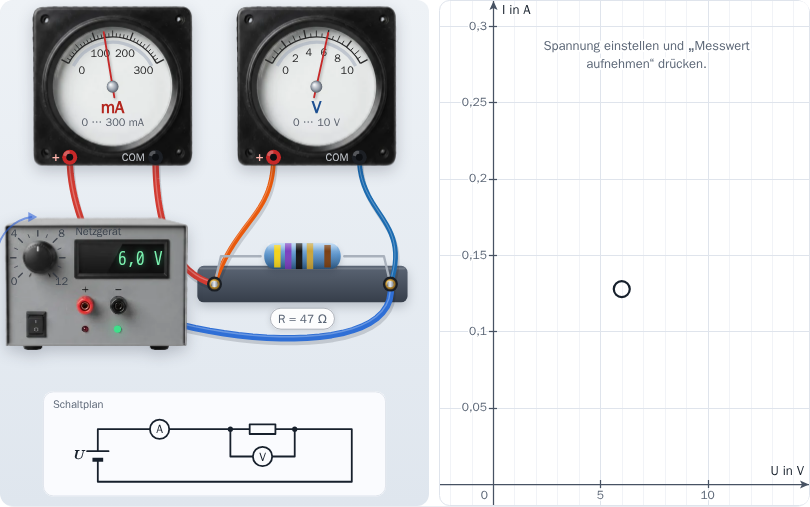 100 200
0 300
mA
0 ··· 300 mA
+ COM
2 4 6 8
0 10
V
0 ··· 10 V
+ COM
Netzgerät
4 8
0 12
6,0 V
+ −
R = 47 Ω
Schaltplan
A
U
V
I in A
Spannung einstellen und „Messwert
aufnehmen“ drücken.
0,3
0,25
0,2
0,15
0,1
0,05
U in V
0 5 10